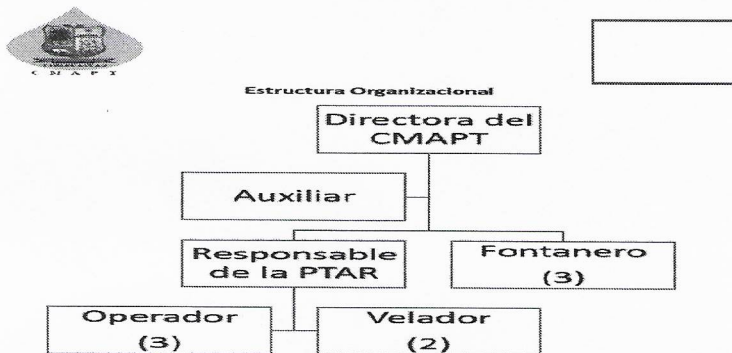 C M A P T
Estructura Organizacional
Directora del
CMAPT
Auxiliar
Responsable
de la PTAR
Fontanero
(3)
Operador
(3)
Velador
(2)